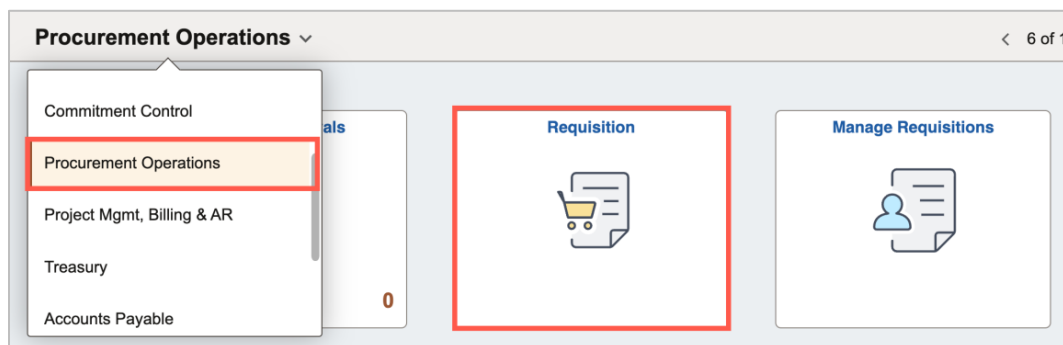 Procurement Operations
6 of 1
Commitment Control
Procurement Operations
Project Mgmt, Billing & AR
Treasury
Accounts Payable
als
0
Requisition
Manage Requisitions